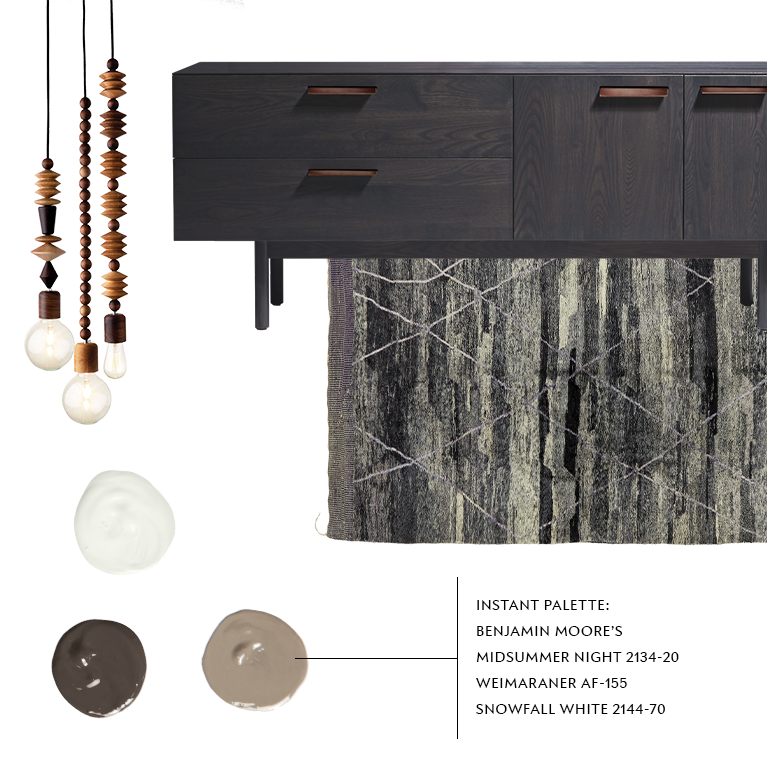 INSTANT PALETTE:
BENJAMIN MOORE'S
MIDSUMMER NIGHT 2134-20
WEIMARANER AF-155
SNOWFALL WHITE 2144-70